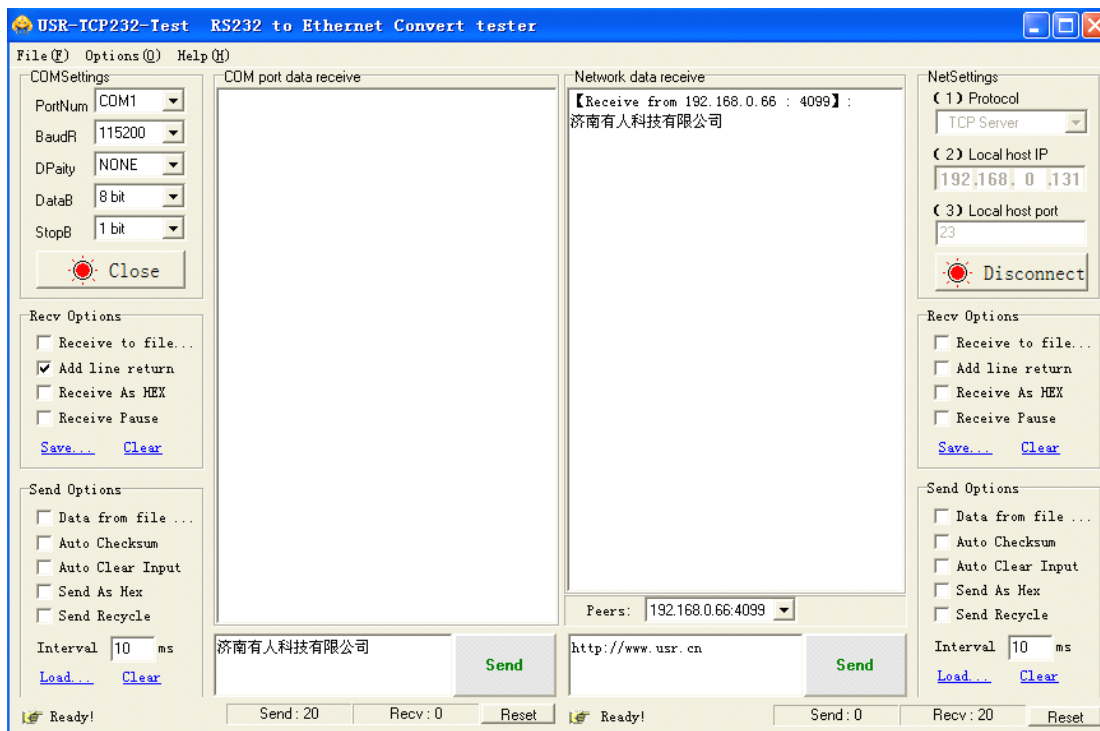 USR-TCP232-Test  RS232 to Ethernet Convert tester
File(F) Options(O) Help(H)
COMSettings
PortNum COM1
BaudR 115200
DPaity NONE
DataB 8 bit
StopB 1 bit
Close
Recv Options
Receive to file...
Add line return
Receive As HEX
Receive Pause
Save... Clear
Send Options
Data from file ...
Auto Checksum
Auto Clear Input
Send As Hex
Send Recycle
Interval 10 ms
Load... Clear
COM port data receive
济南有人科技有限公司
Send
Network data receive
【Receive from 192.168.0.66 : 4099】:
济南有人科技有限公司
Peers: 192.168.0.66:4099
http://www.usr.cn
Send
NetSettings
(1) Protocol
TCP Server
(2) Local host IP
192.168. 0 .131
(3) Local host port
23
Disconnect
Recv Options
Receive to file...
Add line return
Receive As HEX
Receive Pause
Save... Clear
Send Options
Data from file ...
Auto Checksum
Auto Clear Input
Send As Hex
Send Recycle
Interval 10 ms
Load... Clear
Ready! Send : 20 Recv : 0 Reset
Ready! Send : 0 Recv : 20 Reset